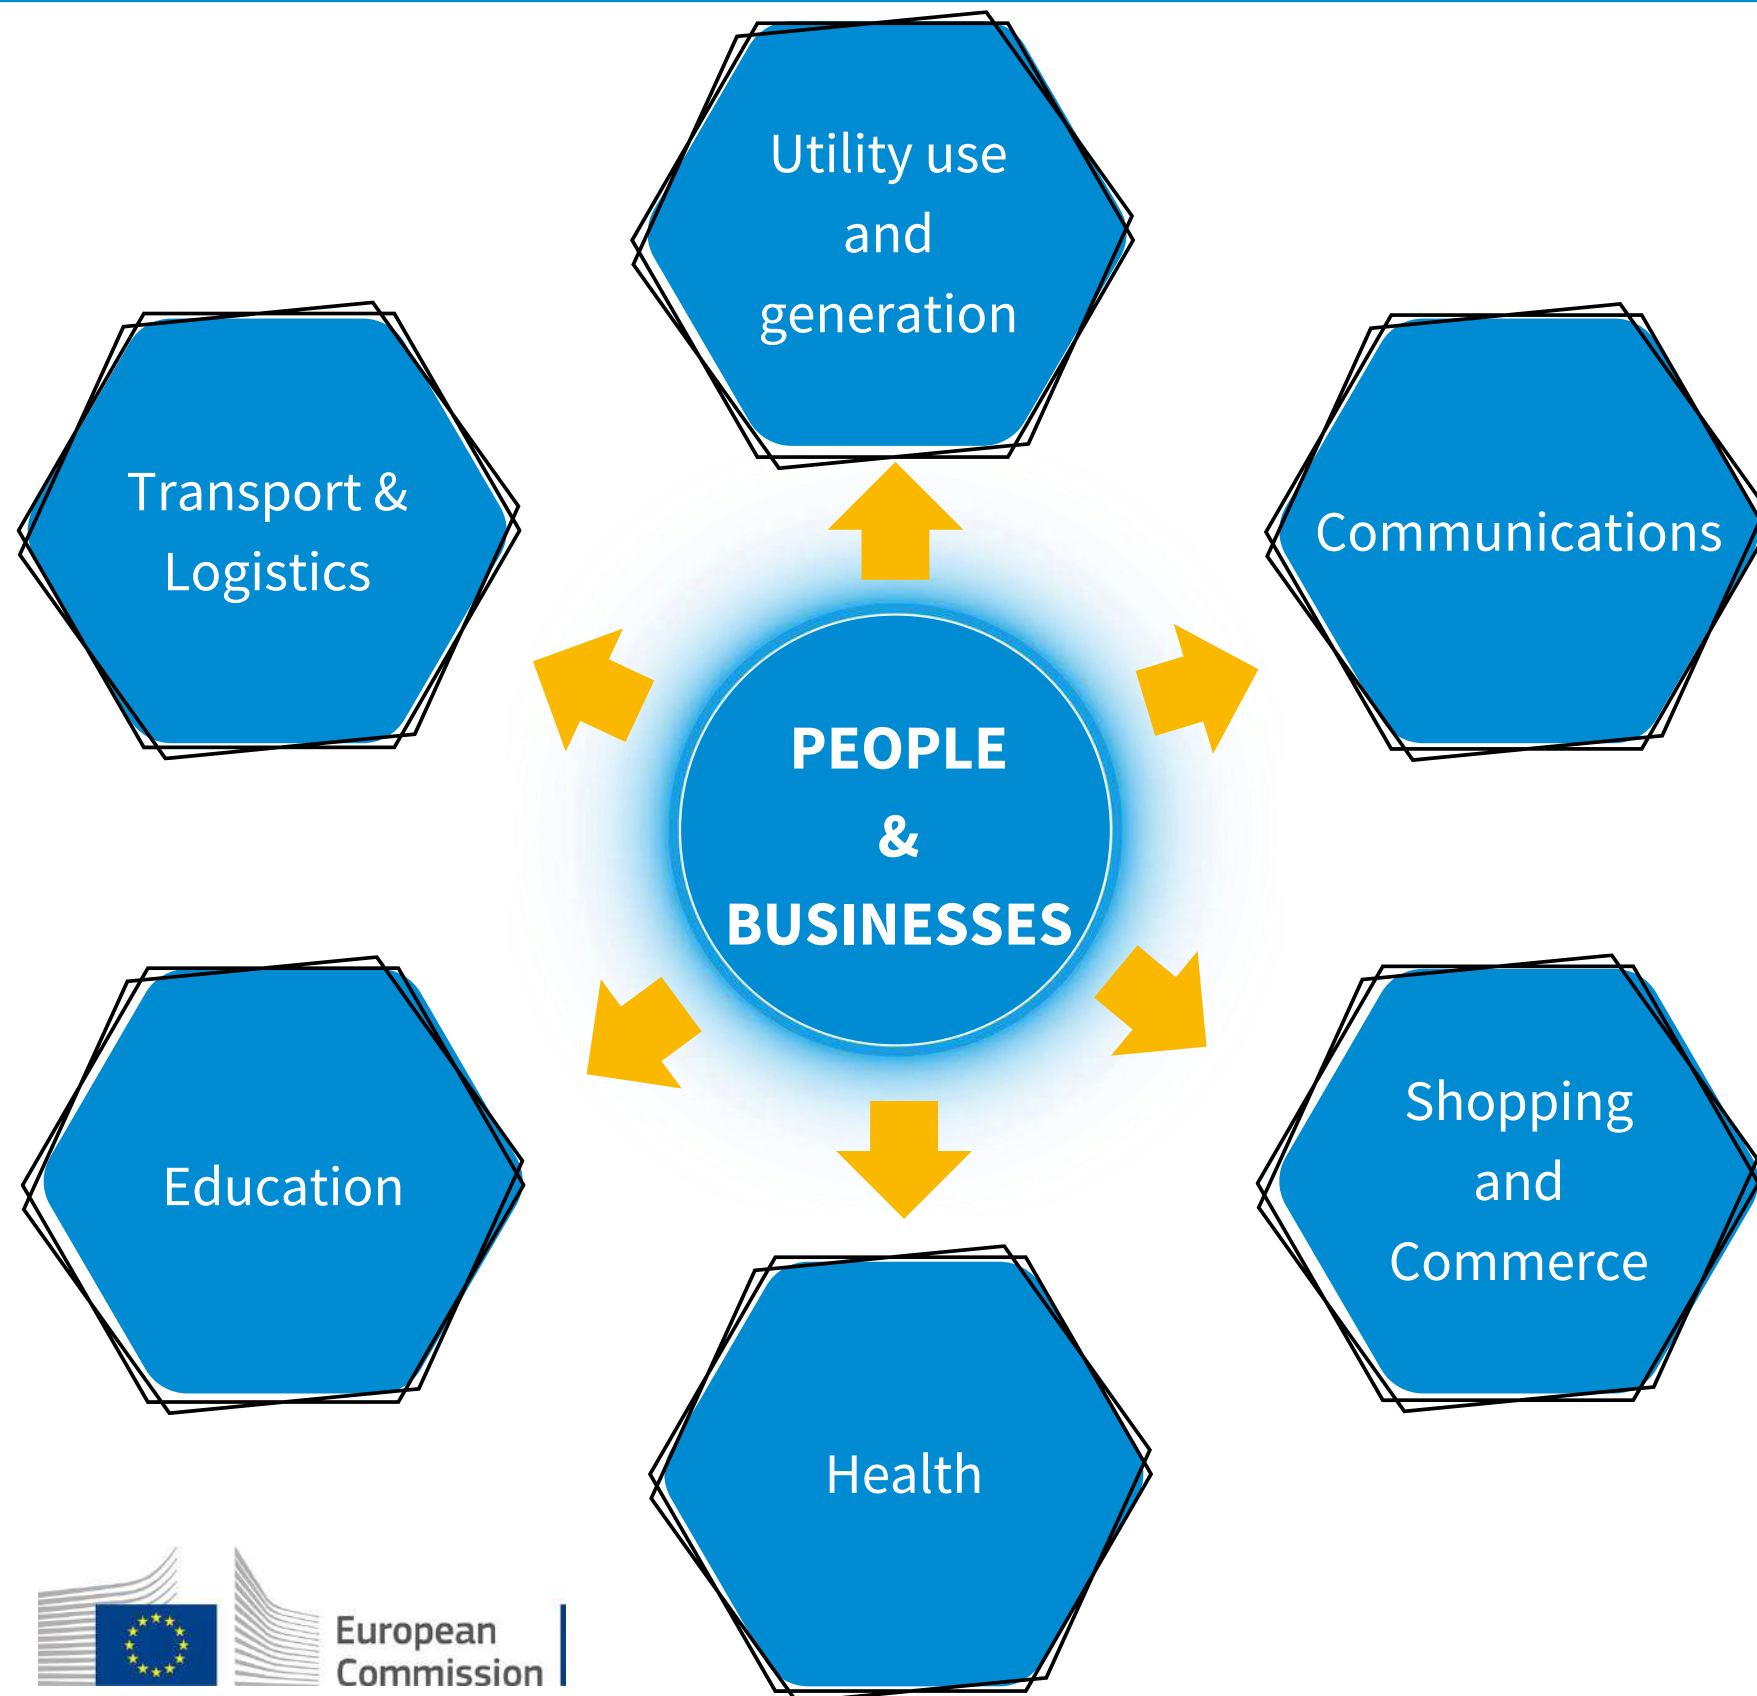 Utility use
and
generation
Transport &
Logistics
Communications
PEOPLE
&
BUSINESSES
Education
Shopping
and
Commerce
Health
European
Commission